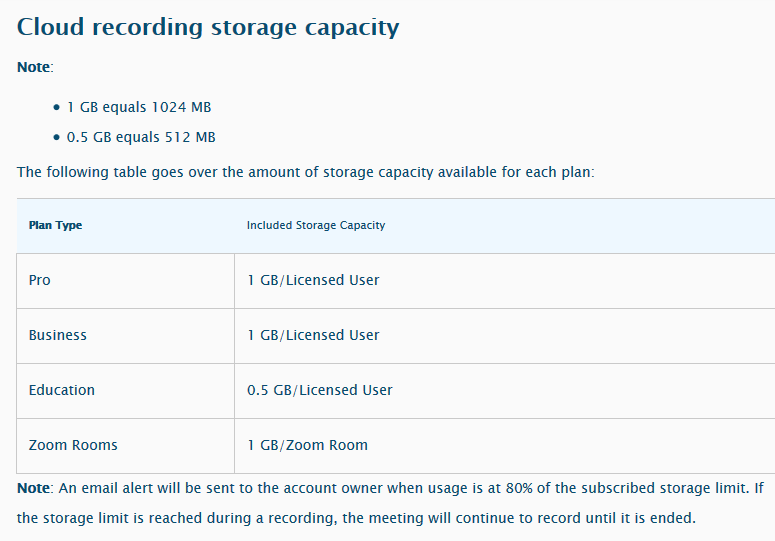 Cloud recording storage capacity
Note:
• 1 GB equals 1024 MB
• 0.5 GB equals 512 MB
The following table goes over the amount of storage capacity available for each plan:
Plan Type Included Storage Capacity
Pro 1 GB/Licensed User
Business 1 GB/Licensed User
Education 0.5 GB/Licensed User
Zoom Rooms 1 GB/Zoom Room
Note: An email alert will be sent to the account owner when usage is at 80% of the subscribed storage limit. If
the storage limit is reached during a recording, the meeting will continue to record until it is ended.